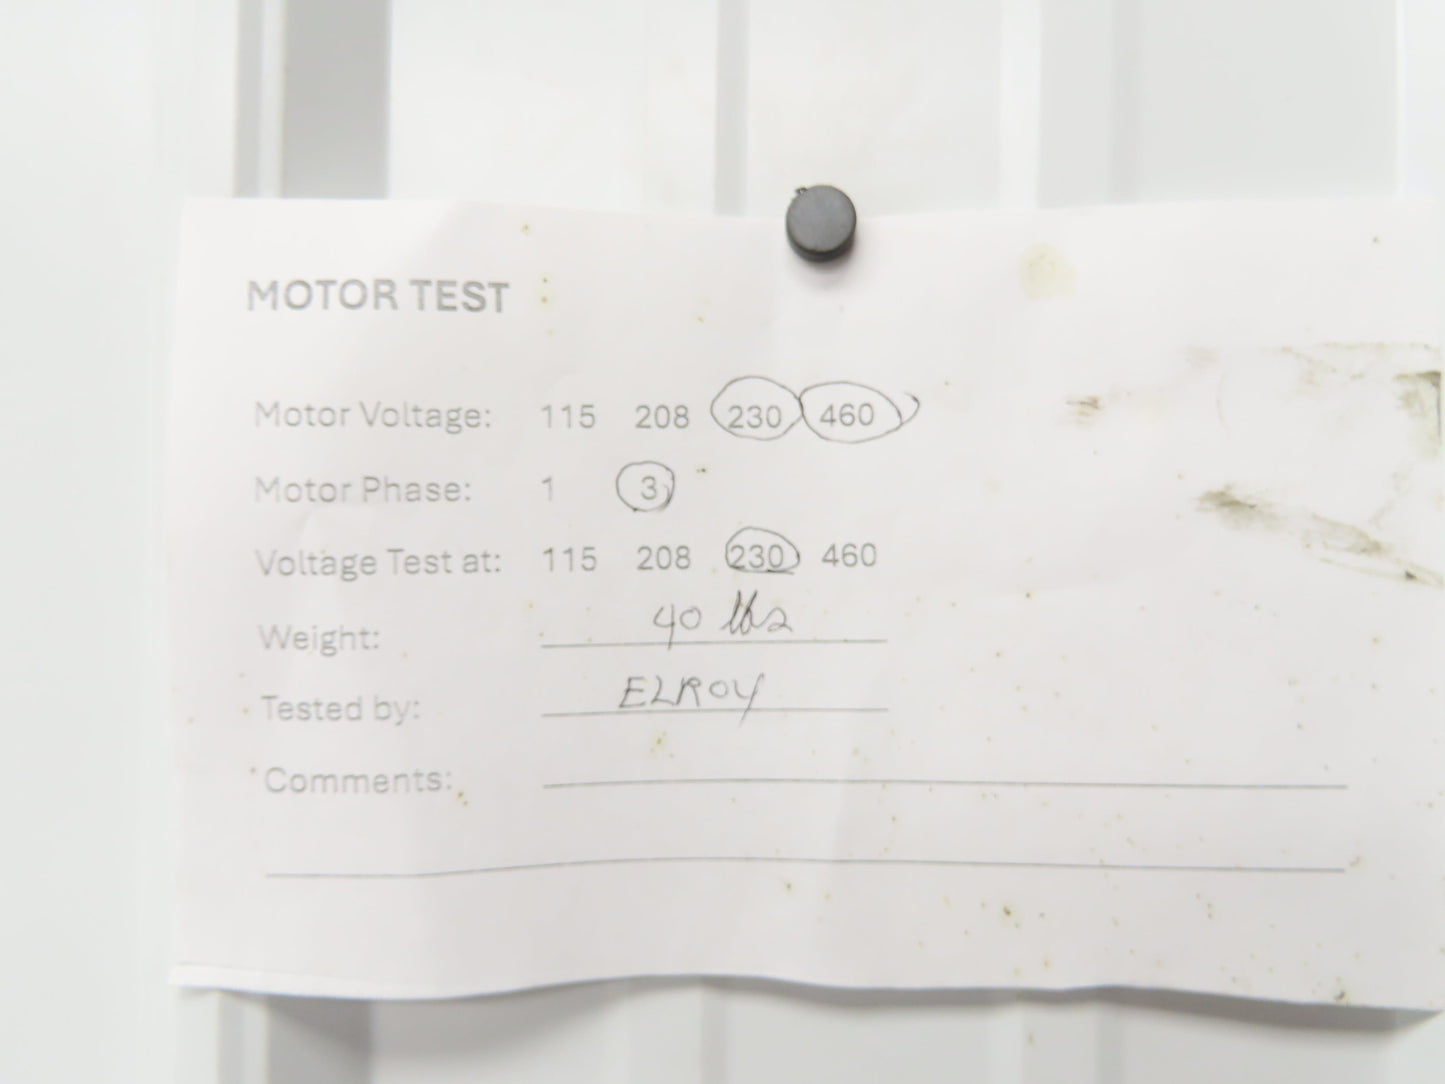 MOTOR TEST
Motor Voltage: 115 208 230 460
Motor Phase: 1 3
Voltage Test at: 115 208 230 460
Weight: 40 lbs
Tested by: ELROY
Comments: